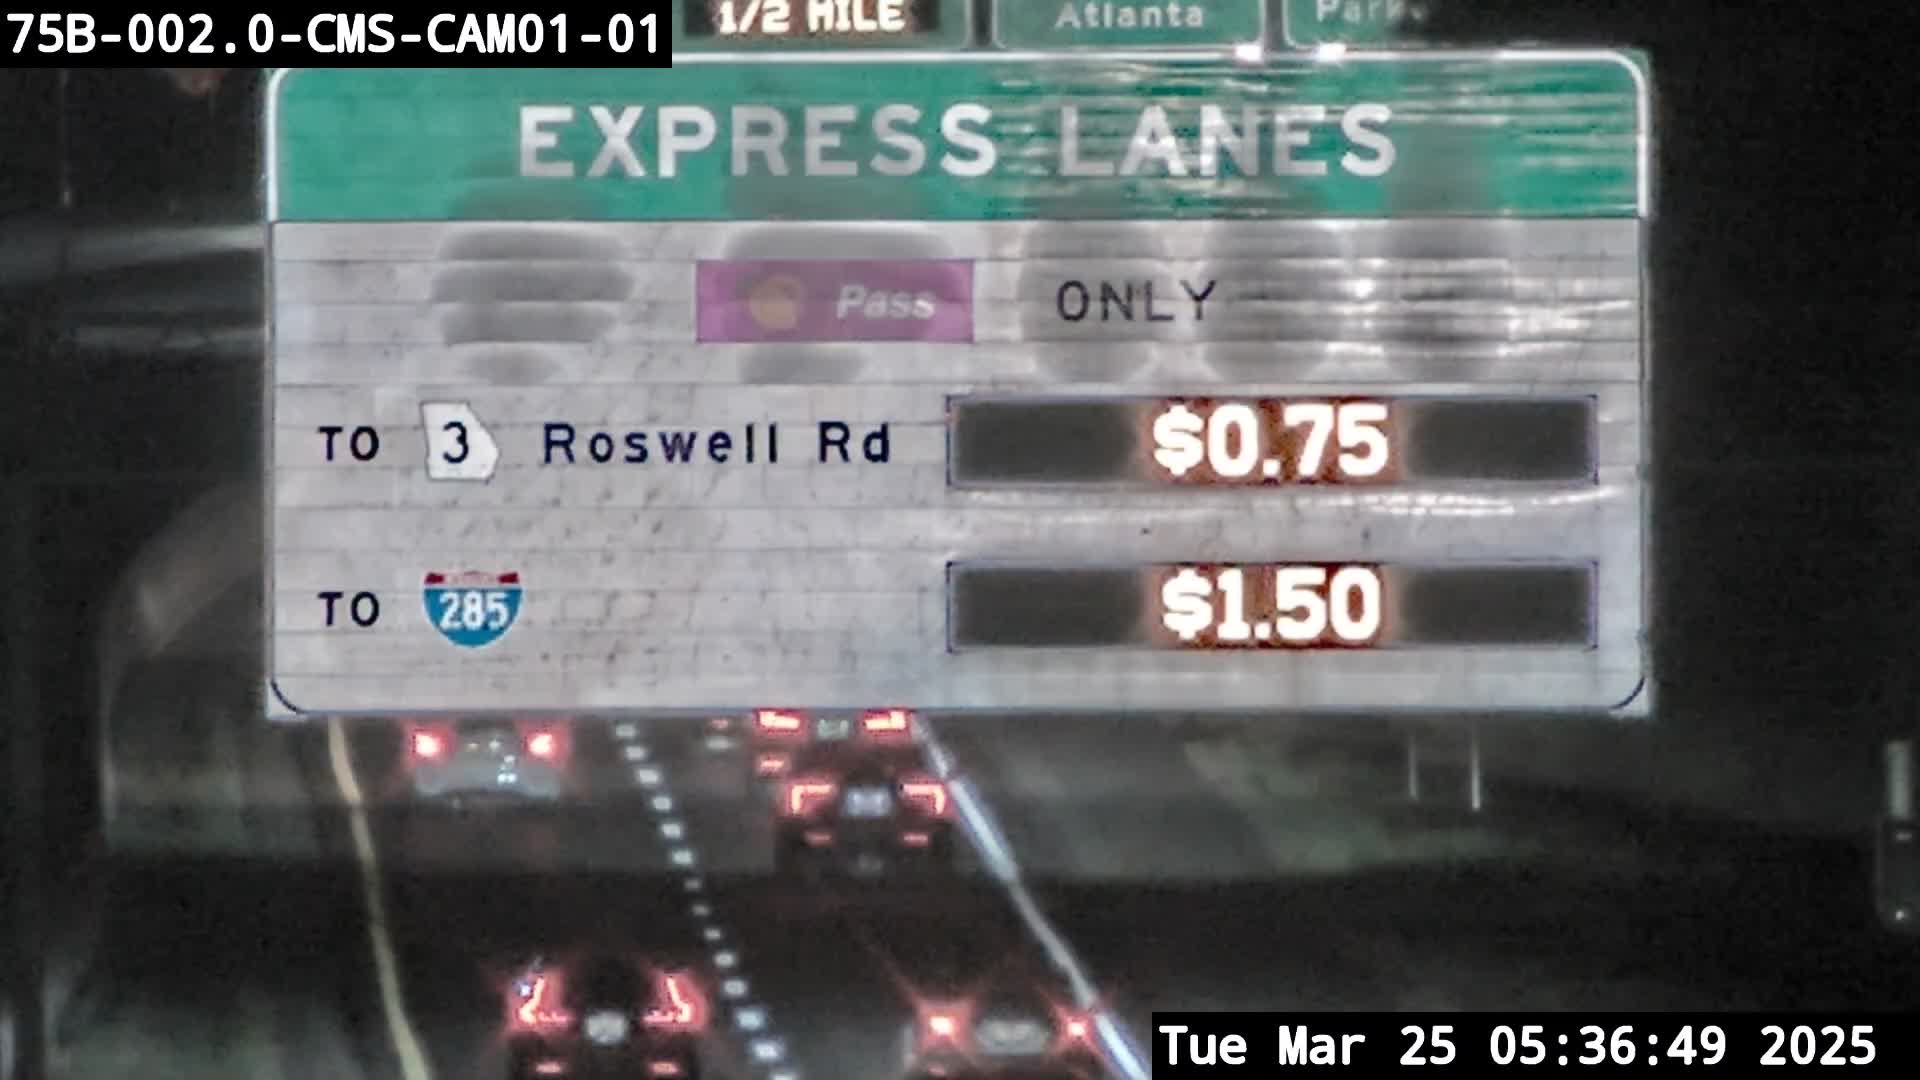 75B-002.0-CMS-CAM01-01
1/2 MILE
Atlanta
EXPRESS LANES
Pass ONLY
TO 3 Roswell Rd $0.75
TO 285 $1.50
Tue Mar 25 05:36:49 2025